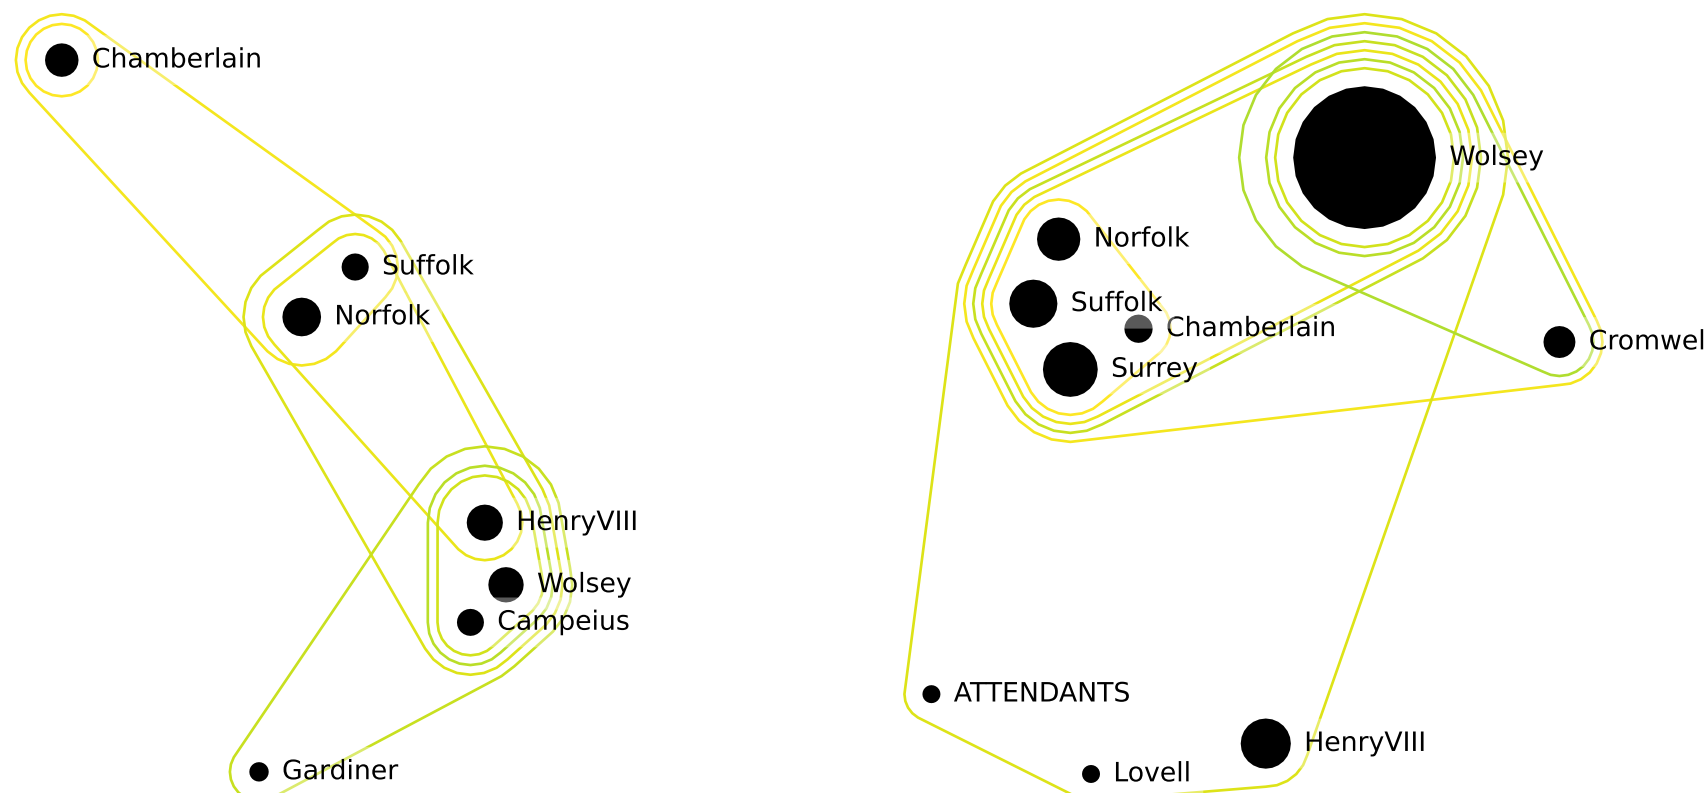 Chamberlain
Suffolk
Norfolk
HenryVIII
Wolsey
Campeius
Gardiner
Wolsey
Norfolk
Suffolk
Chamberlain
Surrey
Cromwel
ATTENDANTS
HenryVIII
Lovell